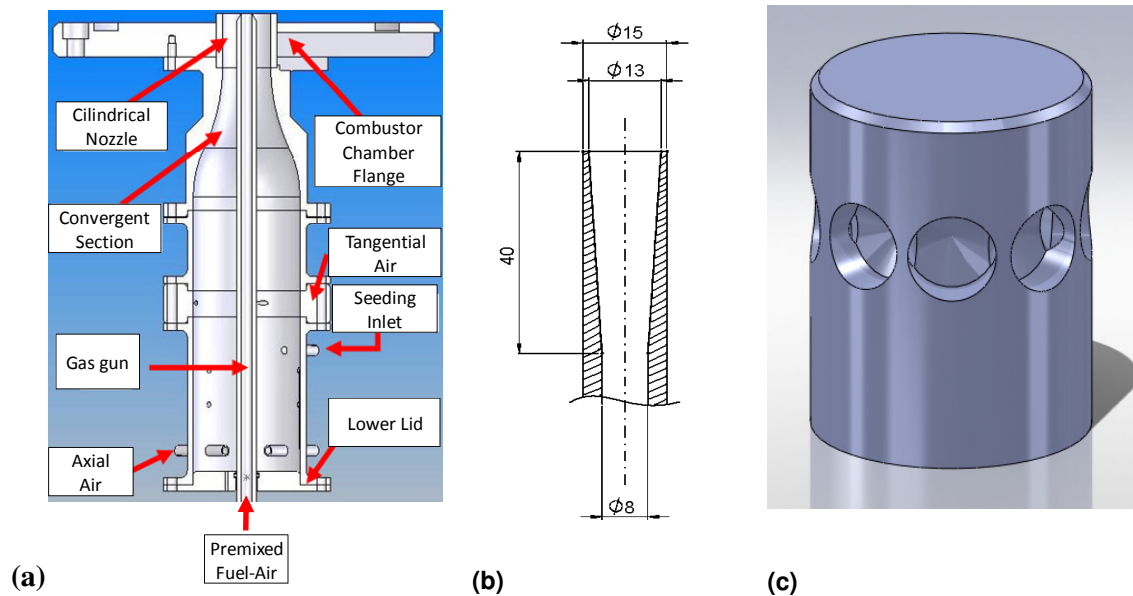 Cilindrical
Nozzle
Combustor
Chamber
Flange
Convergent
Section
Tangential
Air
Seeding
Inlet
Gas gun
Lower Lid
Axial
Air
Premixed
Fuel-Air
(a)
ϕ15
ϕ13
40
ϕ8
(b)
(c)